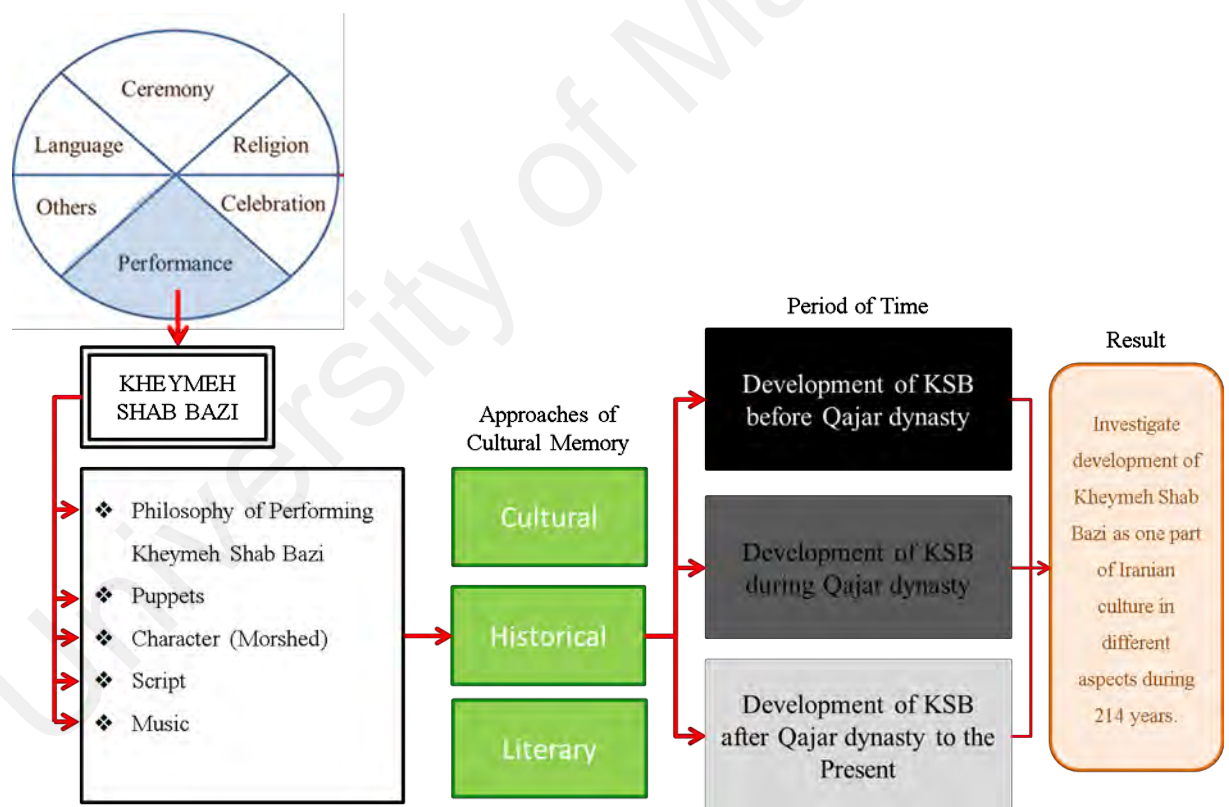 Ceremony
Language
Religion
Others
Celebration
Performance
KHEYMEH
SHAB BAZI
❖ Philosophy of Performing
Kheymeh Shab Bazi
❖ Puppets
❖ Character (Morshed)
❖ Script
❖ Music
Approaches of
Cultural Memory
Cultural
Historical
Literary
Period of Time
Development of KSB
before Qajar dynasty
Development of KSB
during Qajar dynasty
Development of KSB
after Qajar dynasty to the
Present
Result
Investigate
development of
Kheymeh Shab
Bazi as one part
of Iranian
culture in
different
aspects during
214 years.
University of Ma